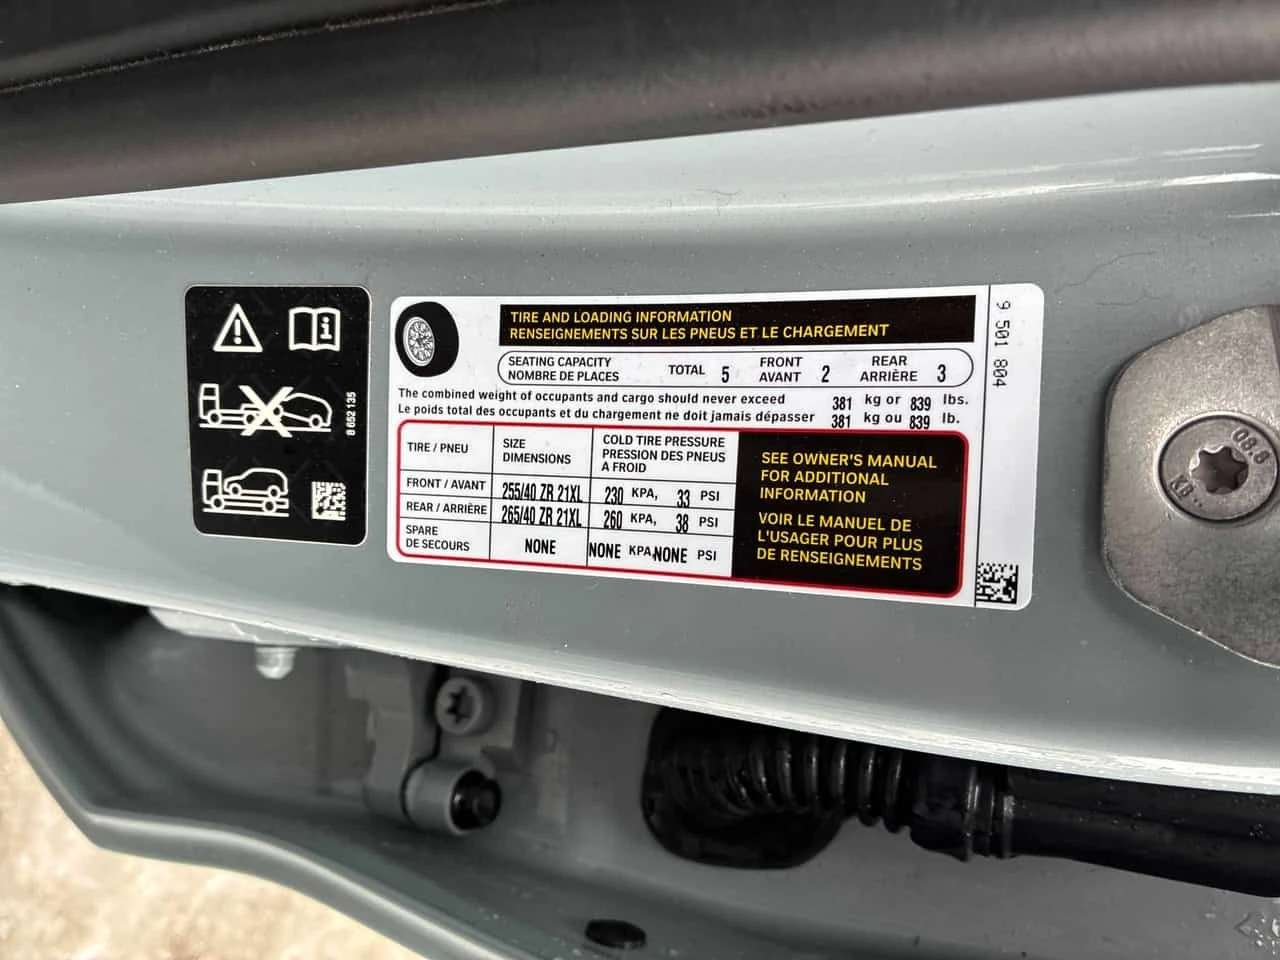 8 652 135
TIRE AND LOADING INFORMATION
RENSEIGNEMENTS SUR LES PNEUS ET LE CHARGEMENT
SEATING CAPACITY
NOMBRE DE PLACES
TOTAL 5
FRONT
AVANT 2
REAR
ARRIÈRE 3
The combined weight of occupants and cargo should never exceed 381 kg or 839 lbs.
Le poids total des occupants et du chargement ne doit jamais dépasser 381 kg ou 839 lb.
TIRE / PNEU
SIZE
DIMENSIONS
COLD TIRE PRESSURE
PRESSION DES PNEUS
A FROID
FRONT / AVANT 255/40 ZR 21XL 230 KPA, 33 PSI
REAR / ARRIÈRE 265/40 ZR 21XL 260 KPA, 38 PSI
SPARE
DE SECOURS
NONE NONE KPA,NONE PSI
SEE OWNER'S MANUAL
FOR ADDITIONAL
INFORMATION
VOIR LE MANUEL DE
L'USAGER POUR PLUS
DE RENSEIGNEMENTS
9 501 804
08.8
KB